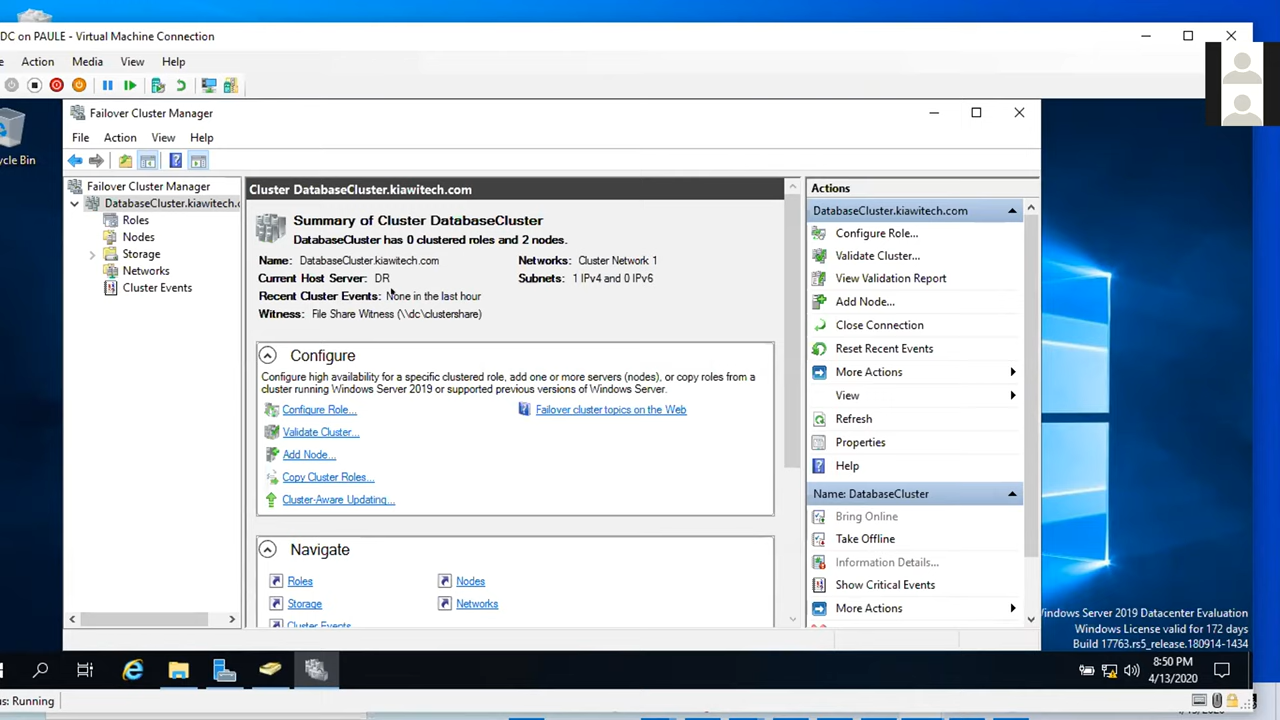 DC on PAULE - Virtual Machine Connection
Action Media View Help
Failover Cluster Manager
File Action View Help
ycle Bin
Failover Cluster Manager
DatabaseCluster.kiawitech.c
Roles
Nodes
Storage
Networks
Cluster Events
Cluster DatabaseCluster.kiawitech.com
Summary of Cluster DatabaseCluster
DatabaseCluster has 0 clustered roles and 2 nodes.
Name: DatabaseCluster.kiawitech.com
Networks: Cluster Network 1
Current Host Server: DR
Subnets: 1 IPv4 and 0 IPv6
Recent Cluster Events: None in the last hour
Witness: File Share Witness (\\dc\clustershare)
Configure
Configure high availability for a specific clustered role, add one or more servers (nodes), or copy roles from a
cluster running Windows Server 2019 or supported previous versions of Windows Server.
Configure Role...
Failover cluster topics on the Web
Validate Cluster...
Add Node...
Copy Cluster Roles...
Cluster-Aware Updating...
Navigate
Roles
Nodes
Storage
Networks
Cluster Events
Actions
DatabaseCluster.kiawitech.com
Configure Role...
Validate Cluster...
View Validation Report
Add Node...
Close Connection
Reset Recent Events
More Actions
View
Refresh
Properties
Help
Name: DatabaseCluster
Bring Online
Take Offline
Information Details...
Show Critical Events
More Actions
Windows Server 2019 Datacenter Evaluation
Windows License valid for 172 days
Build 17763.rs5_release.180914-1434
8:50 PM
4/13/2020
us: Running